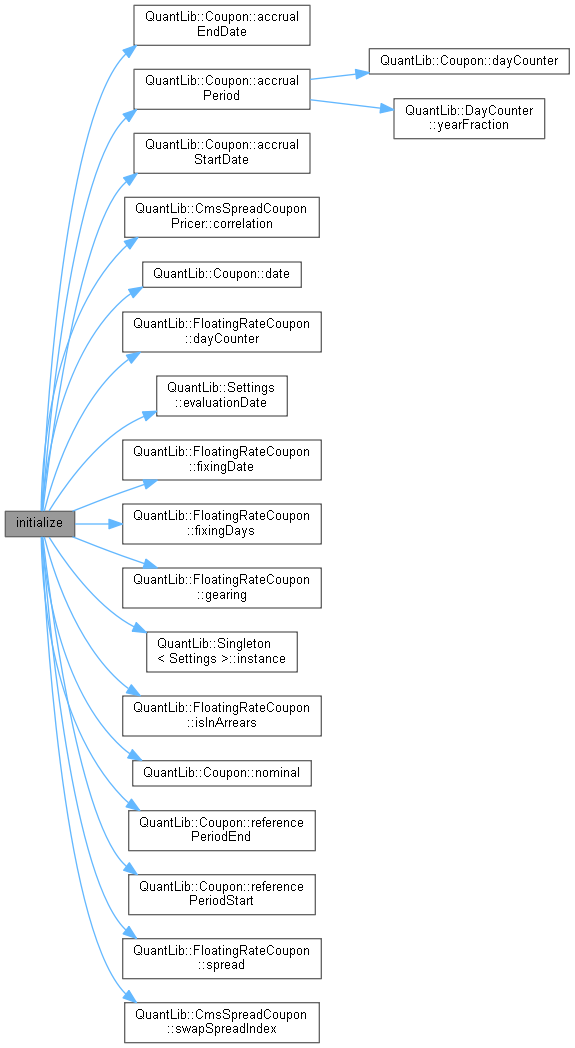 QuantLib::Coupon::accrual
EndDate
QuantLib::Coupon::accrual
Period
QuantLib::Coupon::dayCounter
QuantLib::DayCounter
::yearFraction
QuantLib::Coupon::accrual
StartDate
QuantLib::CmsSpreadCoupon
Pricer::correlation
QuantLib::Coupon::date
QuantLib::FloatingRateCoupon
::dayCounter
QuantLib::Settings
::evaluationDate
QuantLib::FloatingRateCoupon
::fixingDate
initialize
QuantLib::FloatingRateCoupon
::fixingDays
QuantLib::FloatingRateCoupon
::gearing
QuantLib::Singleton
< Settings >::instance
QuantLib::FloatingRateCoupon
::isInArrears
QuantLib::Coupon::nominal
QuantLib::Coupon::reference
PeriodEnd
QuantLib::Coupon::reference
PeriodStart
QuantLib::FloatingRateCoupon
::spread
QuantLib::CmsSpreadCoupon
::swapSpreadIndex